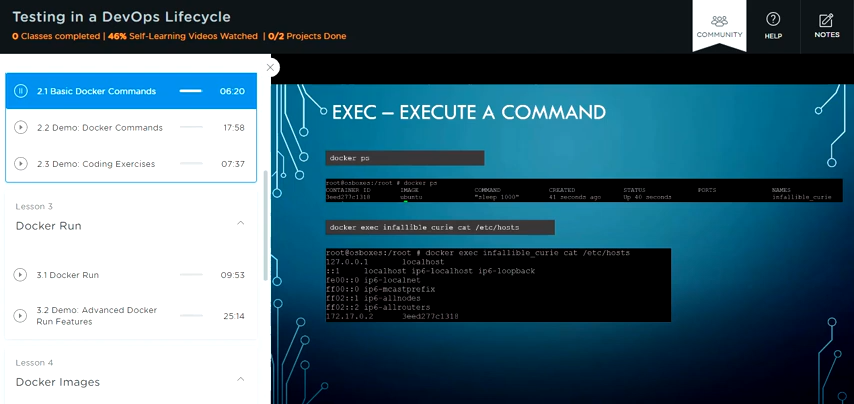 Testing in a DevOps Lifecycle
0 Classes completed | 46% Self-Learning Videos Watched | 0/2 Projects Done
COMMUNITY
HELP
NOTES
2.1 Basic Docker Commands 06:20
2.2 Demo: Docker Commands 17:58
2.3 Demo: Coding Exercises 07:37
Lesson 3
Docker Run
3.1 Docker Run 09:53
3.2 Demo: Advanced Docker
Run Features 25:14
Lesson 4
Docker Images
EXEC – EXECUTE A COMMAND
docker ps
root@osboxes:/root # docker ps
CONTAINER ID IMAGE COMMAND CREATED STATUS PORTS NAMES
3eed277c1318 ubuntu "sleep 1000" 41 seconds ago Up 40 seconds infallible_curie
docker exec infallible curie cat /etc/hosts
root@osboxes:/root # docker exec infallible_curie cat /etc/hosts
127.0.0.1 localhost
::1 localhost ip6-localhost ip6-loopback
fe00::0 ip6-localnet
ff00::0 ip6-mcastprefix
ff02::1 ip6-allnodes
ff02::2 ip6-allrouters
172.17.0.2 3eed277c1318